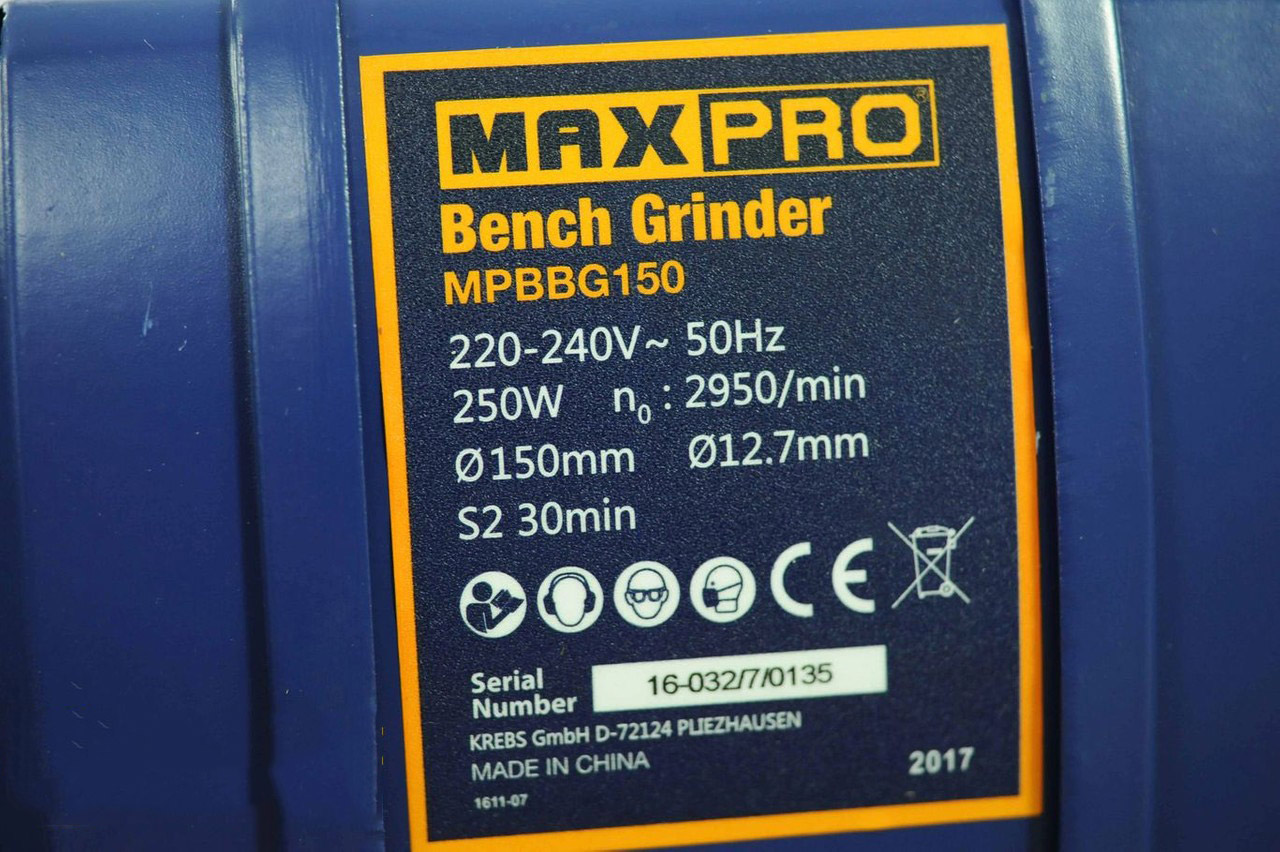 MAXPRO®
Bench Grinder
MPBBG150
220-240V~ 50Hz
250W n₀ : 2950/min
Ø150mm Ø12.7mm
S2 30min
CE
Serial Number 16-032/7/0135
KREBS GmbH D-72124 PLIEZHAUSEN
MADE IN CHINA 2017
1611-07